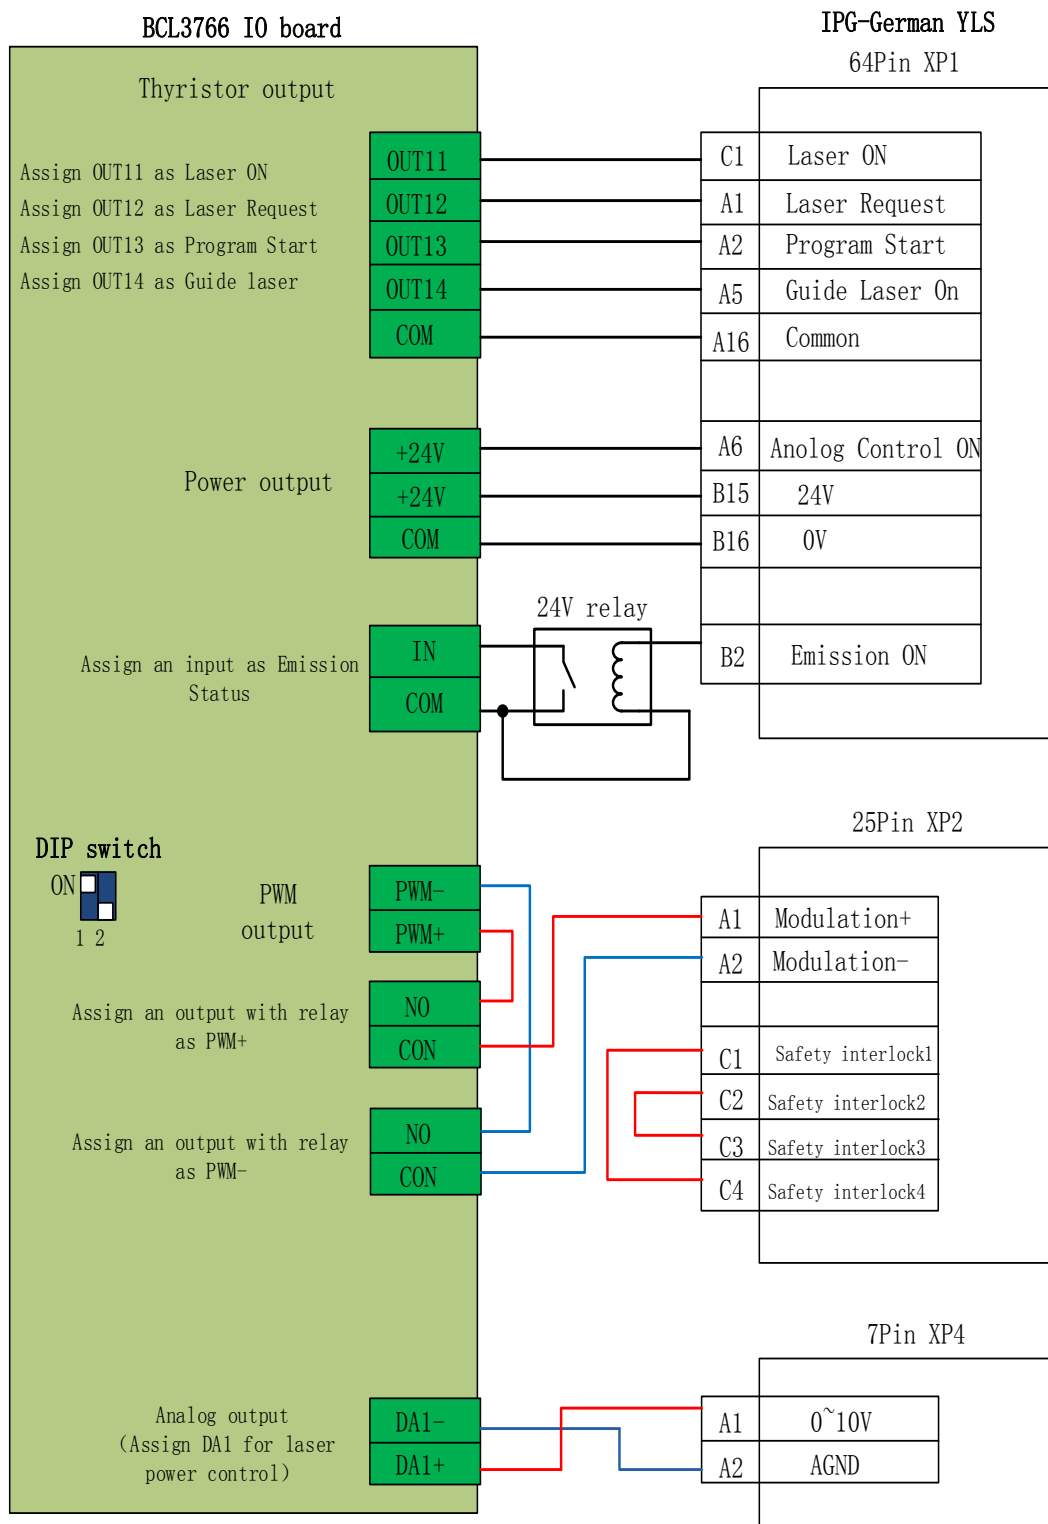 BCL3766 IO board
IPG-German YLS
64Pin XP1
Thyristor output
Assign OUT11 as Laser ON
Assign OUT12 as Laser Request
Assign OUT13 as Program Start
Assign OUT14 as Guide laser
OUT11
OUT12
OUT13
OUT14
COM
C1 Laser ON
A1 Laser Request
A2 Program Start
A5 Guide Laser On
A16 Common
Power output
+24V
+24V
COM
A6 Anolog Control ON
B15 24V
B16 0V
24V relay
Assign an input as Emission
Status
IN
COM
B2 Emission ON
25Pin XP2
DIP switch
ON
1 2
PWM
output
PWM-
PWM+
Assign an output with relay
as PWM+
NO
CON
Assign an output with relay
as PWM-
NO
CON
A1 Modulation+
A2 Modulation-
C1 Safety interlock1
C2 Safety interlock2
C3 Safety interlock3
C4 Safety interlock4
7Pin XP4
Analog output
(Assign DA1 for laser
power control)
DA1-
DA1+
A1 0~10V
A2 AGND